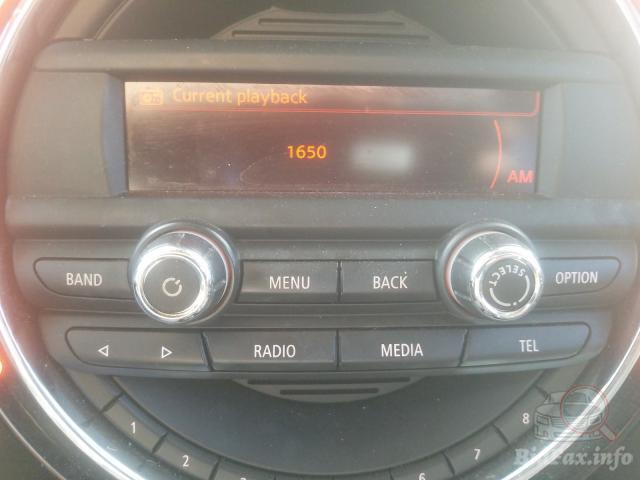 Current playback
1650
AM
BAND
MENU
BACK
SELECT
OPTION
RADIO
MEDIA
TEL
1
2
6
7
8
BidFax.info